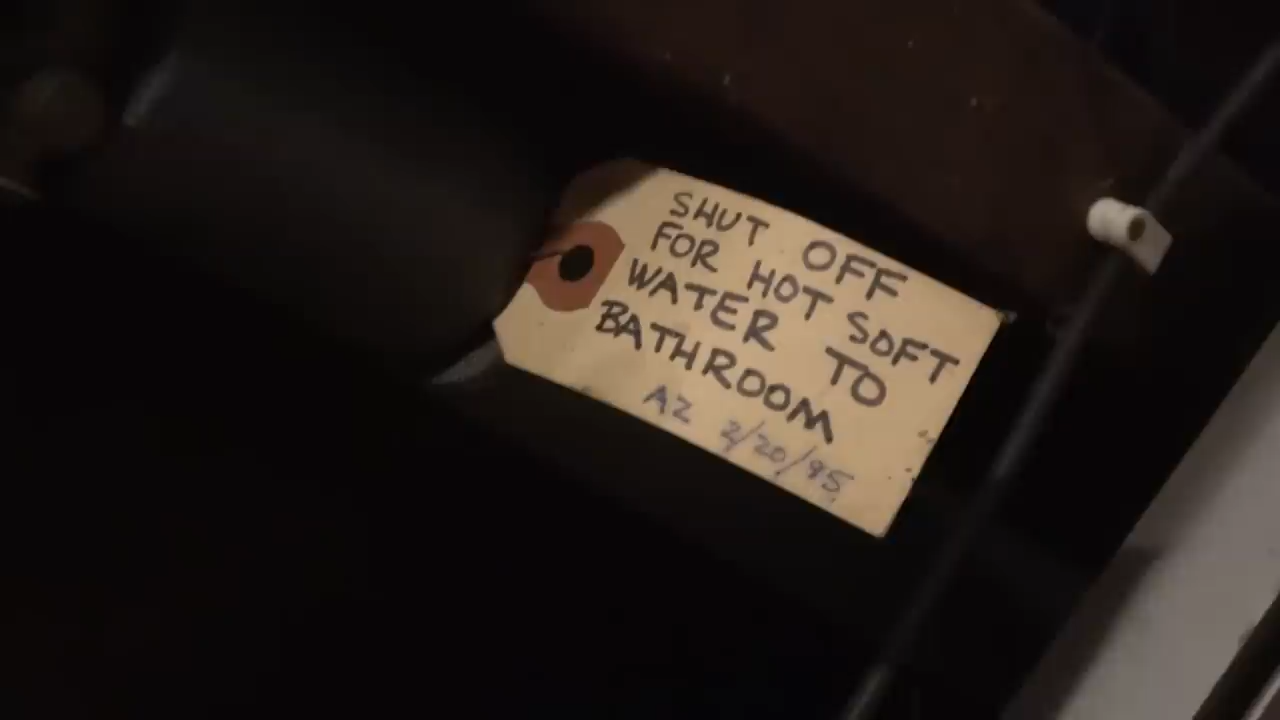 SHUT OFF
FOR HOT SOFT
WATER TO
BATHROOM
AZ 2/20/95